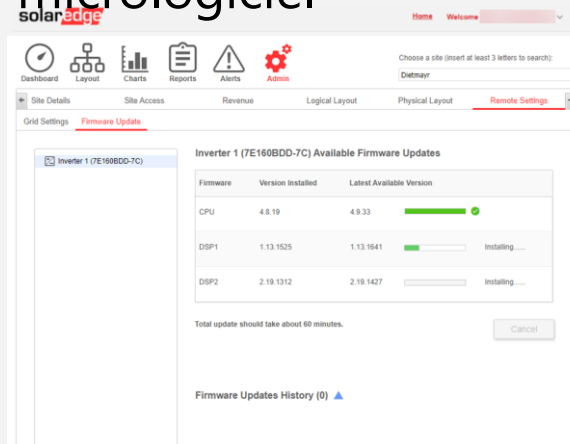 micrologiciel
solaredge
Home Welcome
Dashboard Layout Charts Reports Alerts Admin
Choose a site (insert at least 3 letters to search):
Dietmayr
Site Details Site Access Revenue Logical Layout Physical Layout Remote Settings
Grid Settings Firmware Update
Inverter 1 (7E160BDD-7C)
Inverter 1 (7E160BDD-7C) Available Firmware Updates
Firmware Version Installed Latest Available Version
CPU 4.8.19 4.9.33
DSP1 1.13.1525 1.13.1641 Installing.....
DSP2 2.19.1312 2.19.1427 Installing.....
Total update should take about 60 minutes.
Cancel
Firmware Updates History (0)